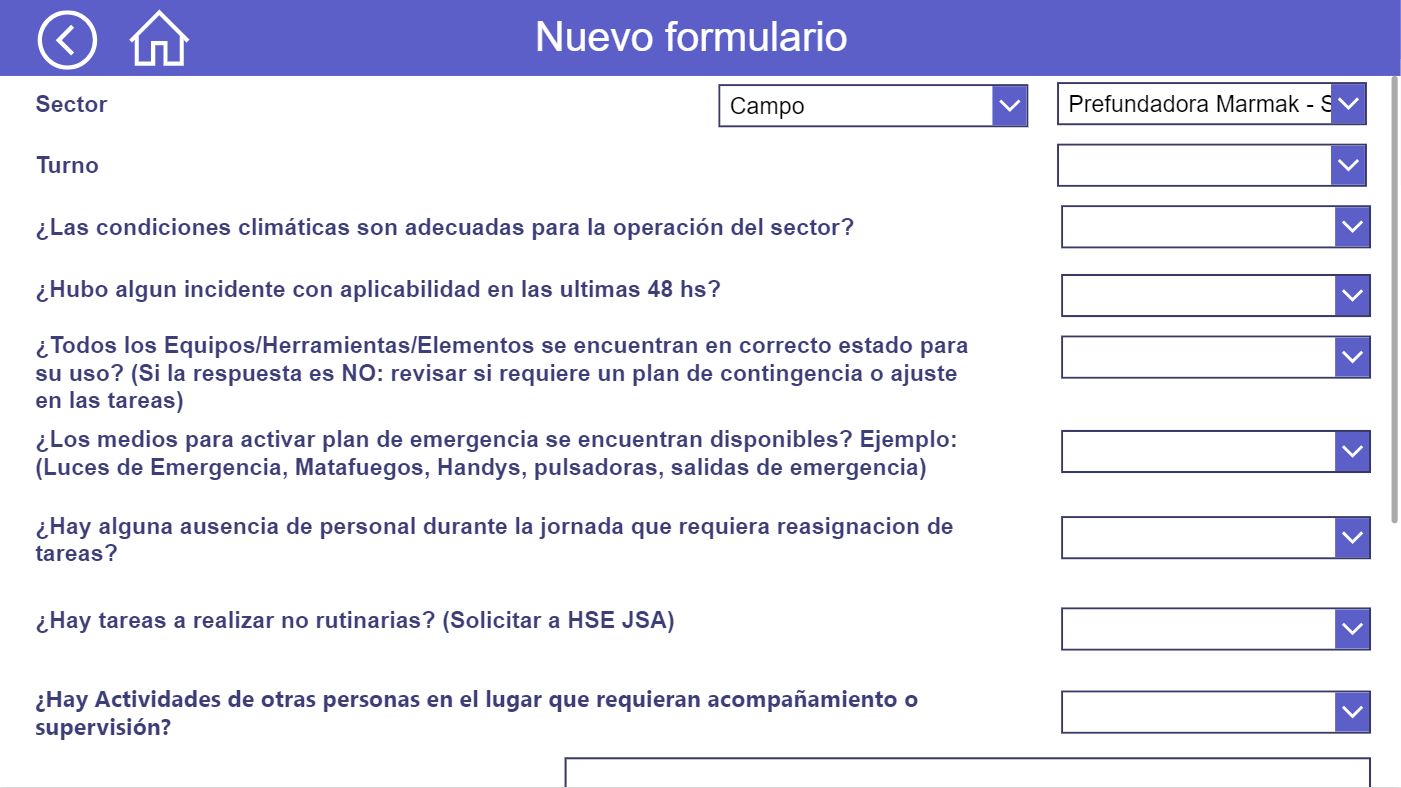 Nuevo formulario
Sector
Campo
Prefundadora Marmak -
Turno
¿Las condiciones climáticas son adecuadas para la operación del sector?
¿Hubo algun incidente con aplicabilidad en las ultimas 48 hs?
¿Todos los Equipos/Herramientas/Elementos se encuentran en correcto estado para
su uso? (Si la respuesta es NO: revisar si requiere un plan de contingencia o ajuste
en las tareas)
¿Los medios para activar plan de emergencia se encuentran disponibles? Ejemplo:
(Luces de Emergencia, Matafuegos, Handys, pulsadoras, salidas de emergencia)
¿Hay alguna ausencia de personal durante la jornada que requiera reasignacion de
tareas?
¿Hay tareas a realizar no rutinarias? (Solicitar a HSE JSA)
¿Hay Actividades de otras personas en el lugar que requieran acompañamiento o
supervisión?